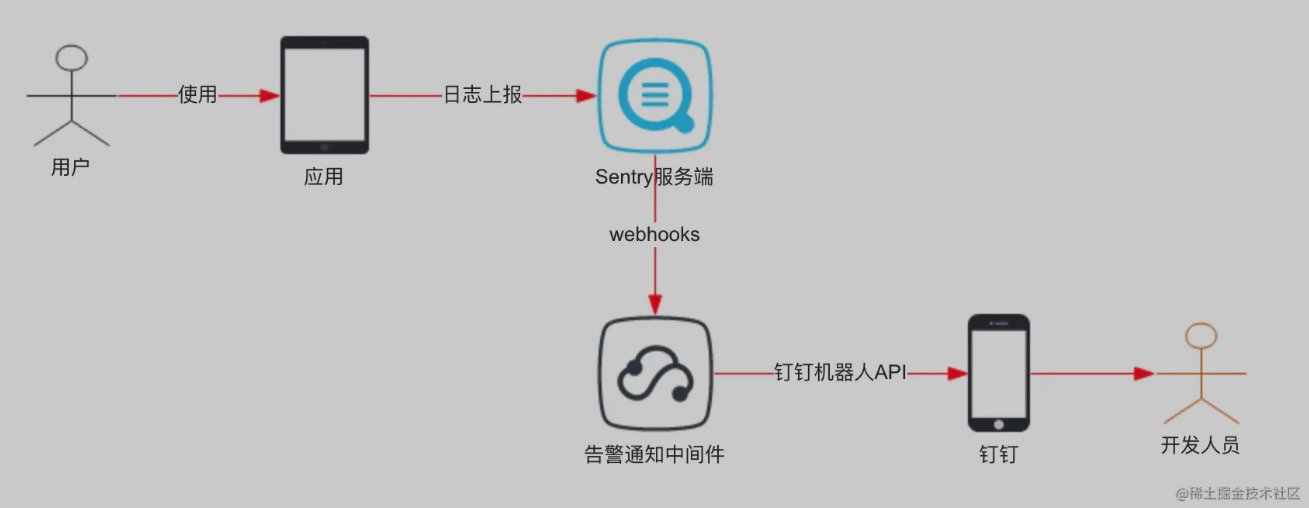 使用
日志上报
用户
应用
Sentry服务端
webhooks
钉钉机器人API
告警通知中间件
钉钉
开发人员
@稀土掘金技术社区